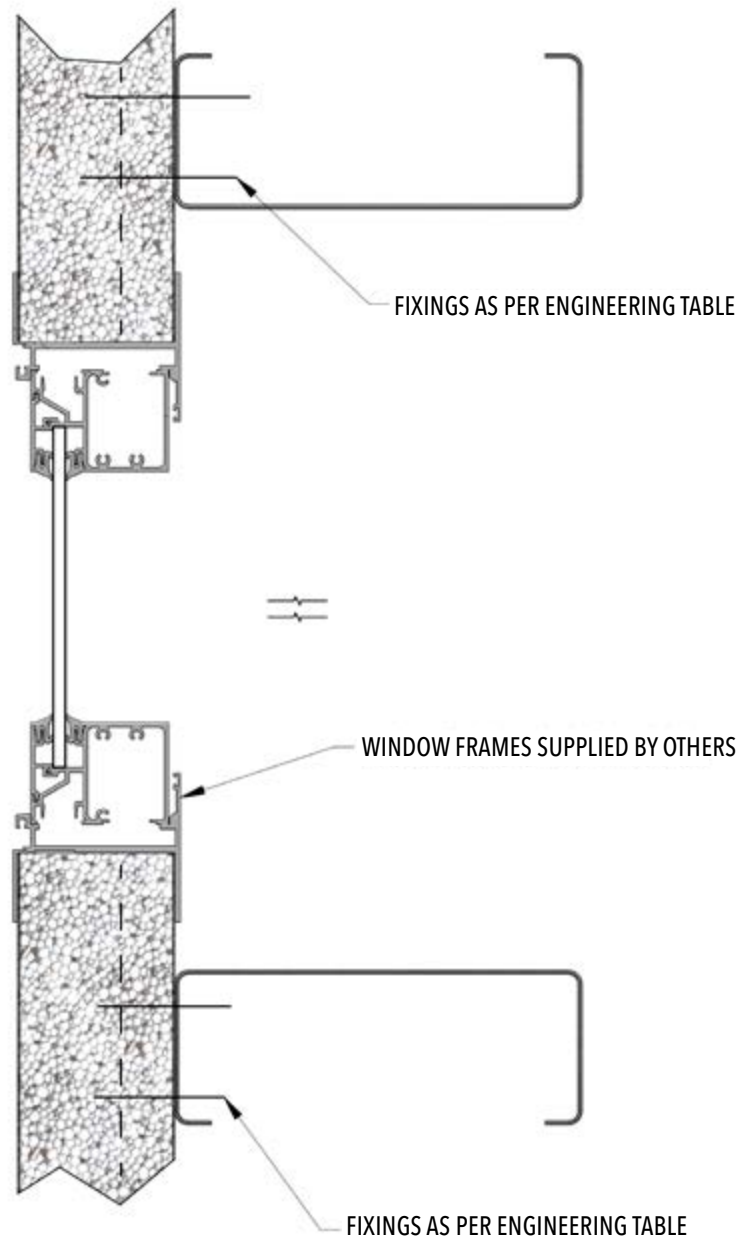 FIXINGS AS PER ENGINEERING TABLE
WINDOW FRAMES SUPPLIED BY OTHERS
FIXINGS AS PER ENGINEERING TABLE